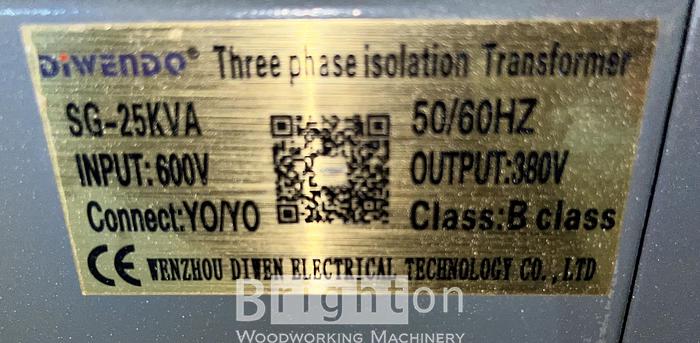 DiWENDO® Three phase isolation Transformer
SG-25KVA 50/60HZ
INPUT:600V OUTPUT:380V
Connect:YO/YO Class:B class
CE WENZHOU DIWEN ELECTRICAL TECHNOLOGY CO.,LTD
Brighton
WOODWORKING MACHINERY